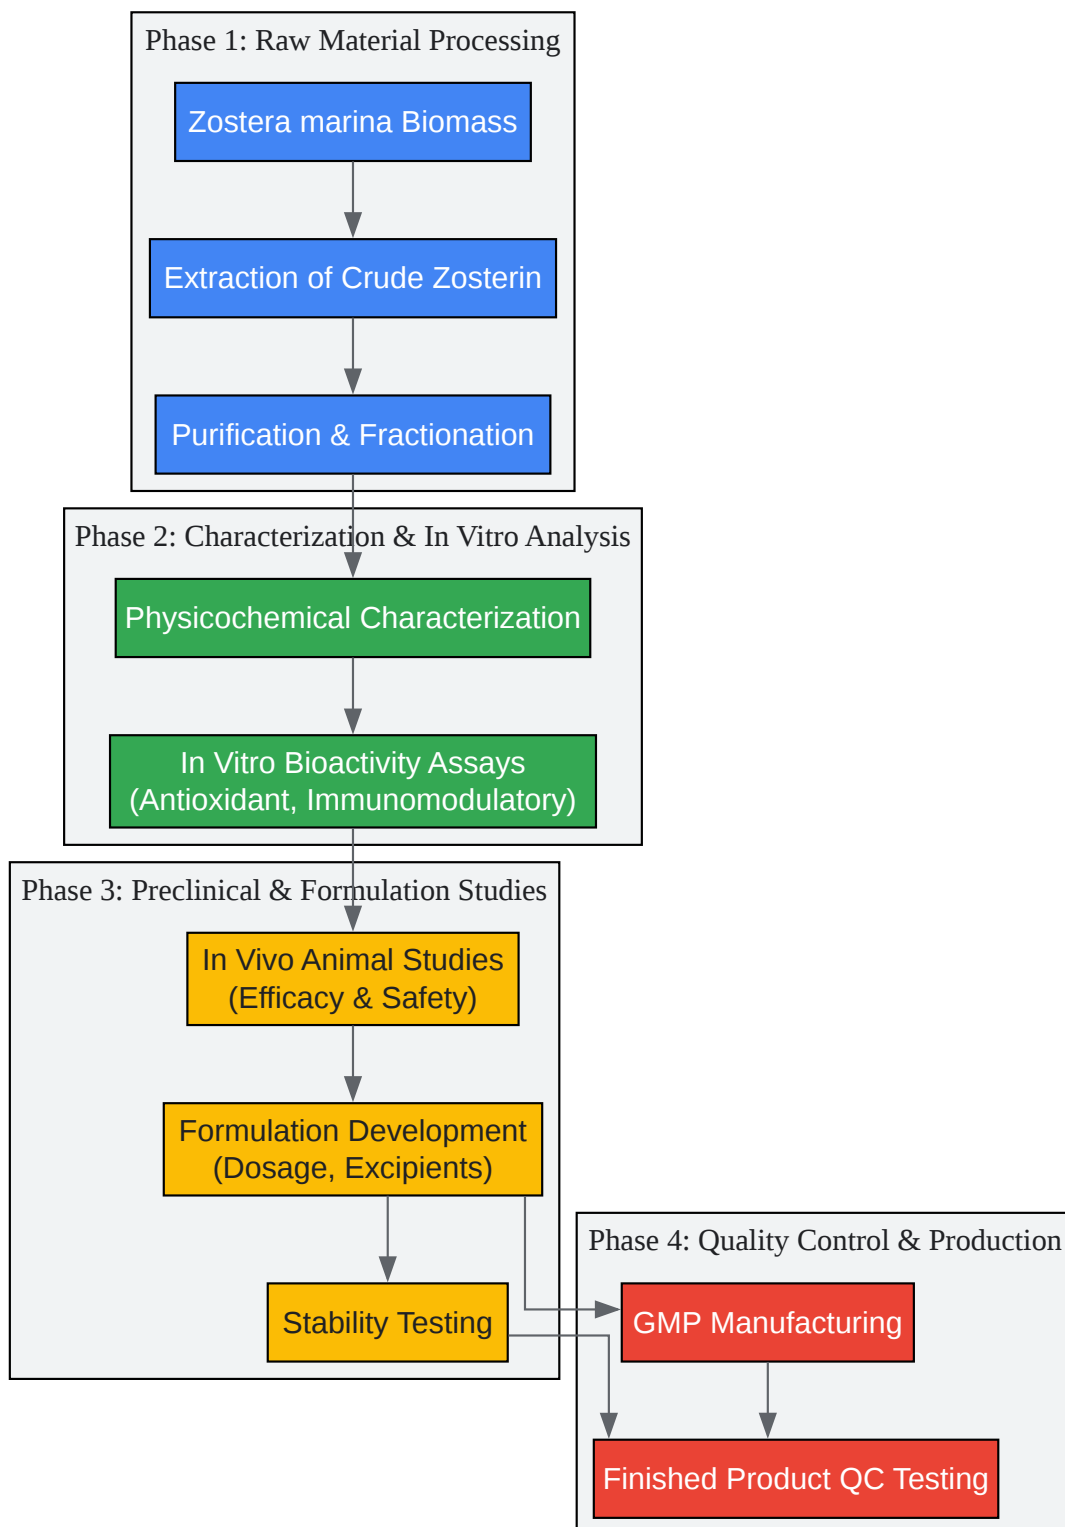 Phase 1: Raw Material Processing
Zostera marina Biomass
Extraction of Crude Zosterin
Purification & Fractionation
Phase 2: Characterization & In Vitro Analysis
Physicochemical Characterization
In Vitro Bioactivity Assays
(Antioxidant, Immunomodulatory)
Phase 3: Preclinical & Formulation Studies
In Vivo Animal Studies
(Efficacy & Safety)
Formulation Development
(Dosage, Excipients)
Stability Testing
Phase 4: Quality Control & Production
GMP Manufacturing
Finished Product QC Testing